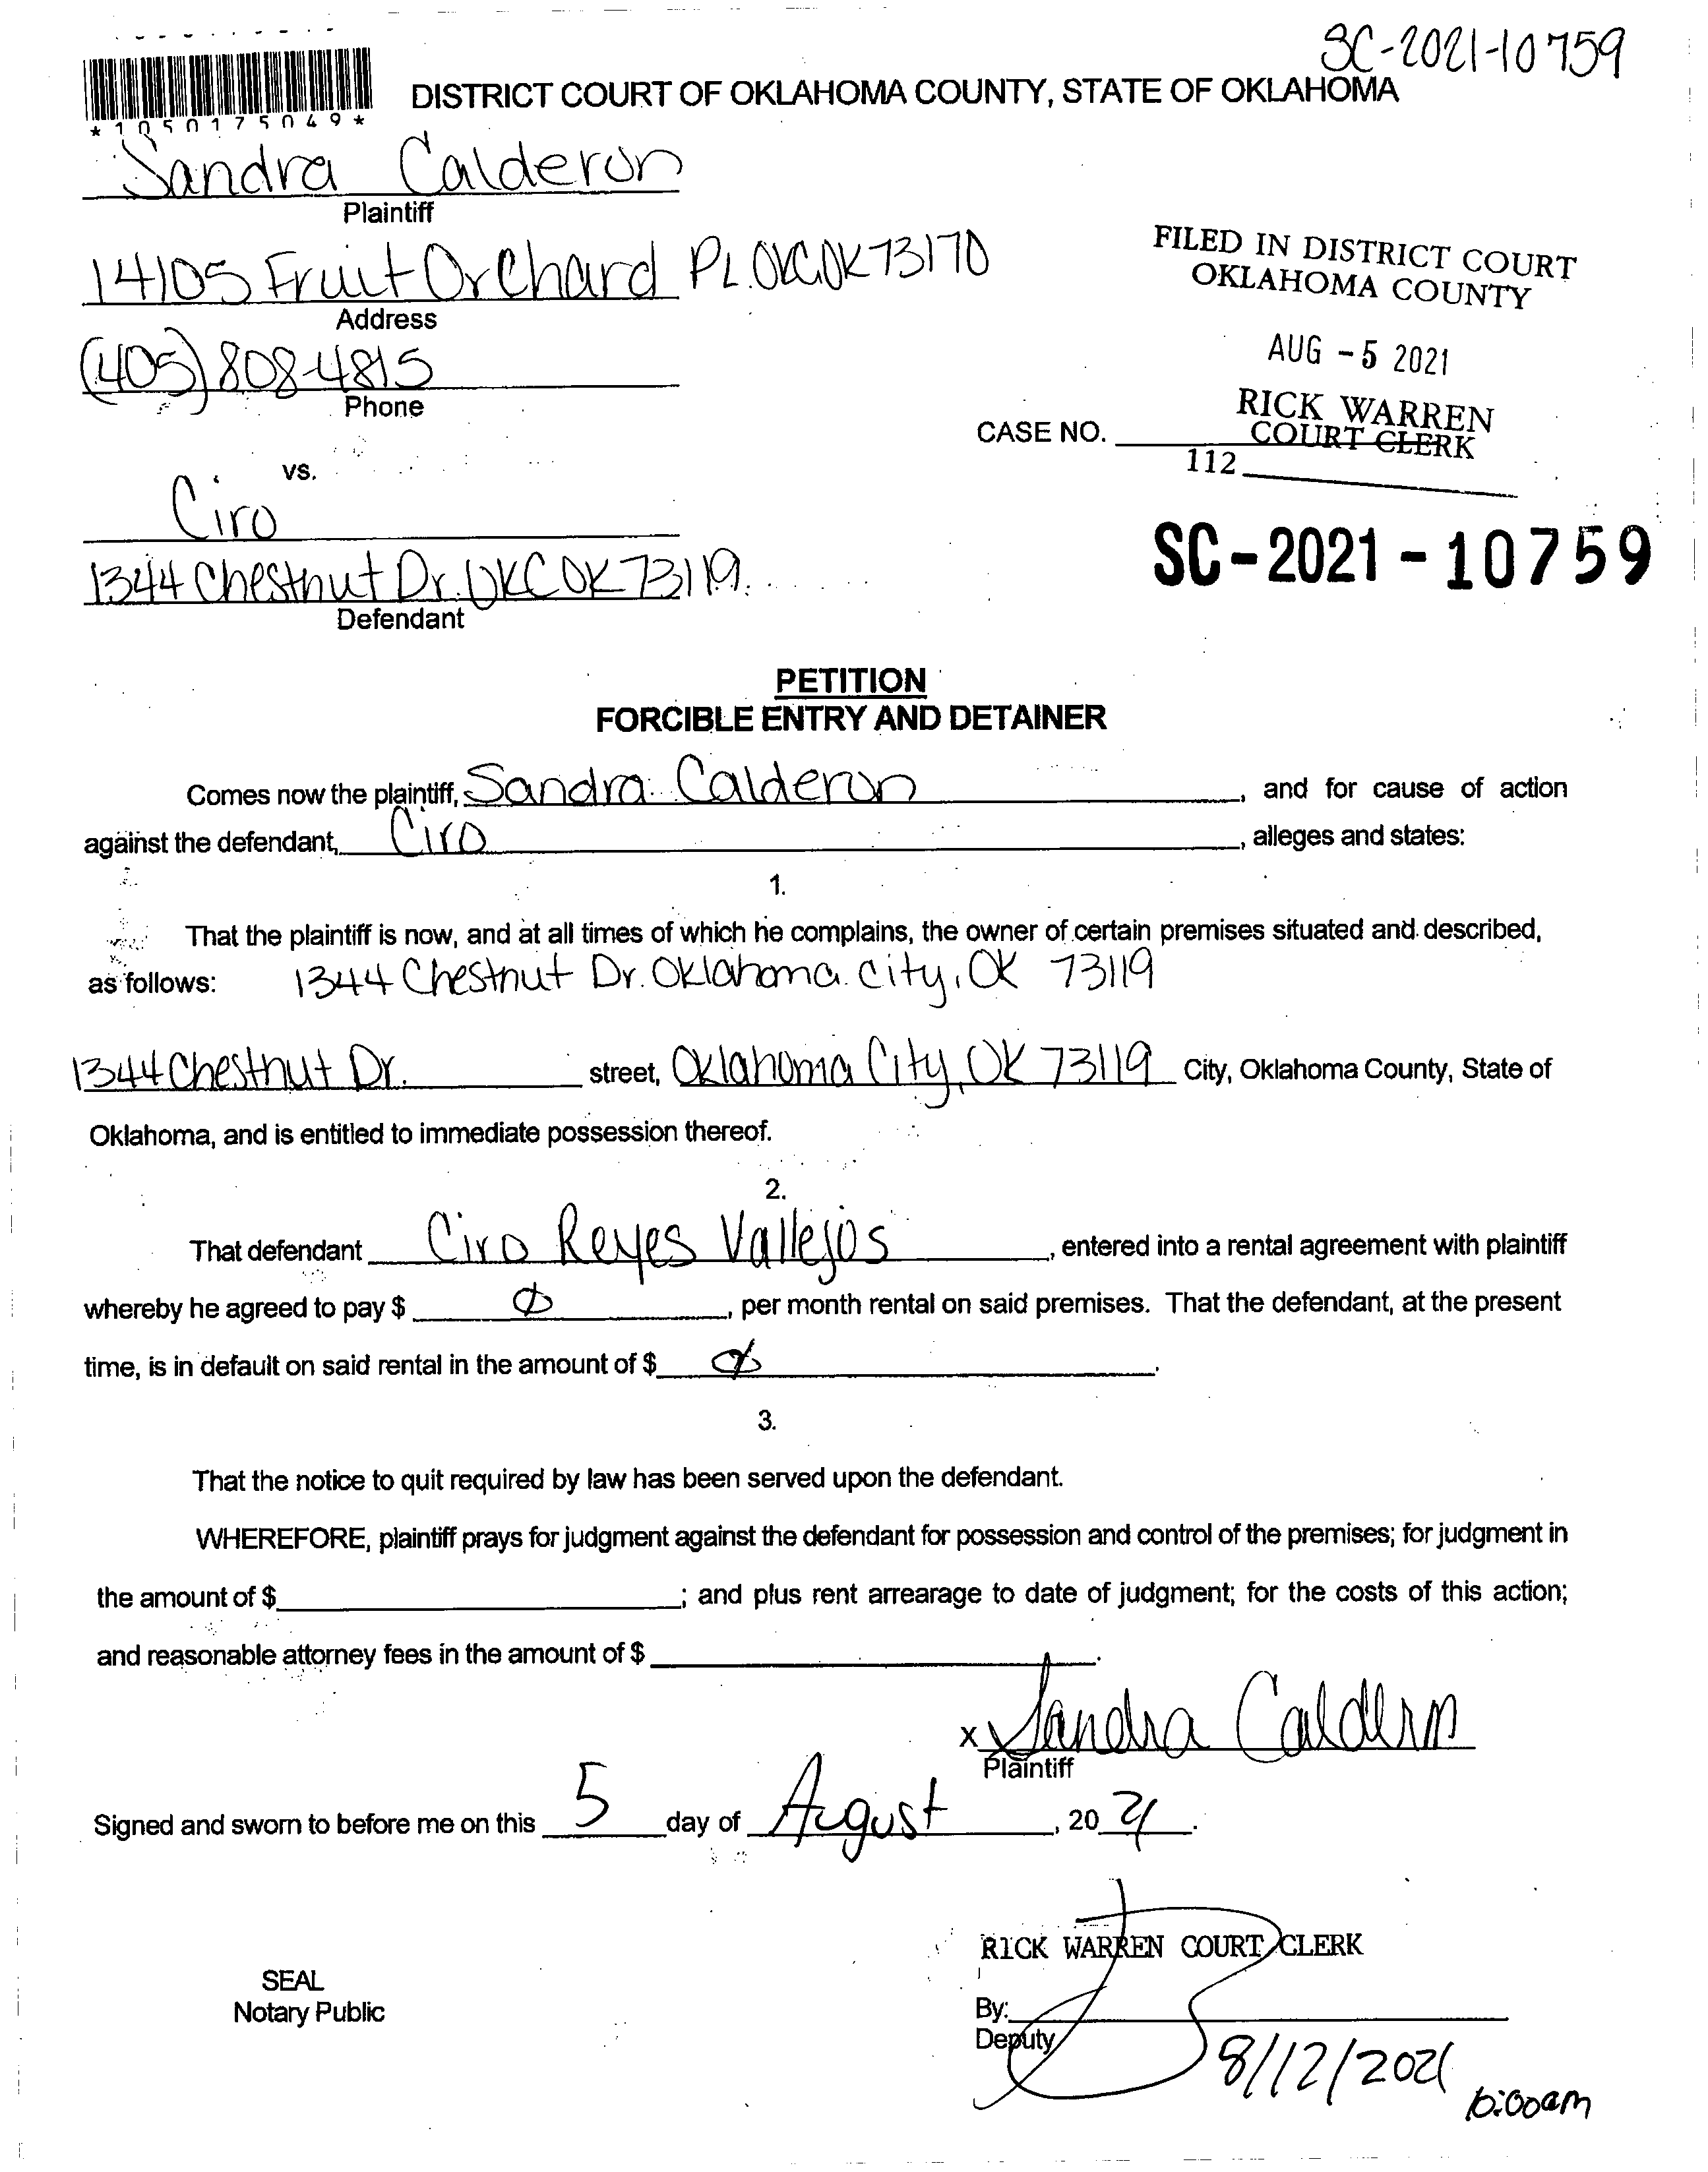 SC-2021-10759
*1050175049*
DISTRICT COURT OF OKLAHOMA COUNTY, STATE OF OKLAHOMA
Sandra Calderon
Plaintiff
14105 Fruit Orchard PL. OKC, OK 73170
Address
(405) 808-4815
Phone
FILED IN DISTRICT COURT
OKLAHOMA COUNTY
AUG -5 2021
RICK WARREN
COURT CLERK
CASE NO.
112
vs.
Ciro
1344 Chestnut Dr. OKC OK 73119.
Defendant
SC-2021-10759
PETITION
FORCIBLE ENTRY AND DETAINER
Comes now the plaintiff, Sandra Calderon, and for cause of action
against the defendant, Ciro, alleges and states:
1.
That the plaintiff is now, and at all times of which he complains, the owner of certain premises situated and described,
as follows: 1344 Chestnut Dr. Oklahoma City, OK 73119
1344 Chestnut Dr. street, Oklahoma City, OK 73119 City, Oklahoma County, State of
Oklahoma, and is entitled to immediate possession thereof.
2.
That defendant Ciro Reyes Vallejos, entered into a rental agreement with plaintiff
whereby he agreed to pay $ Ø, per month rental on said premises. That the defendant, at the present
time, is in default on said rental in the amount of $ Ø.
3.
That the notice to quit required by law has been served upon the defendant.
WHEREFORE, plaintiff prays for judgment against the defendant for possession and control of the premises; for judgment in
the amount of $ ; and plus rent arrearage to date of judgment; for the costs of this action;
and reasonable attorney fees in the amount of $ .
x Sandra Calderon
Plaintiff
Signed and sworn to before me on this 5 day of August, 2021.
RICK WARREN COURT CLERK
SEAL
Notary Public
By:
Deputy
8/12/2021
10:00am